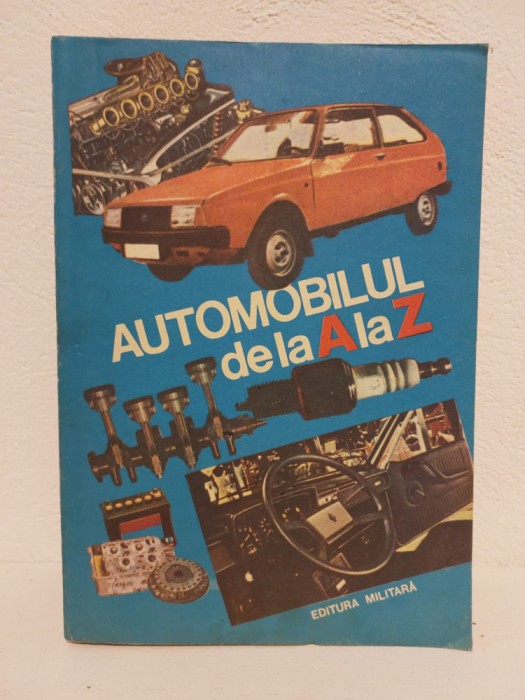 AUTOMOBILUL
de la A la Z
EDITURA MILITARĂ